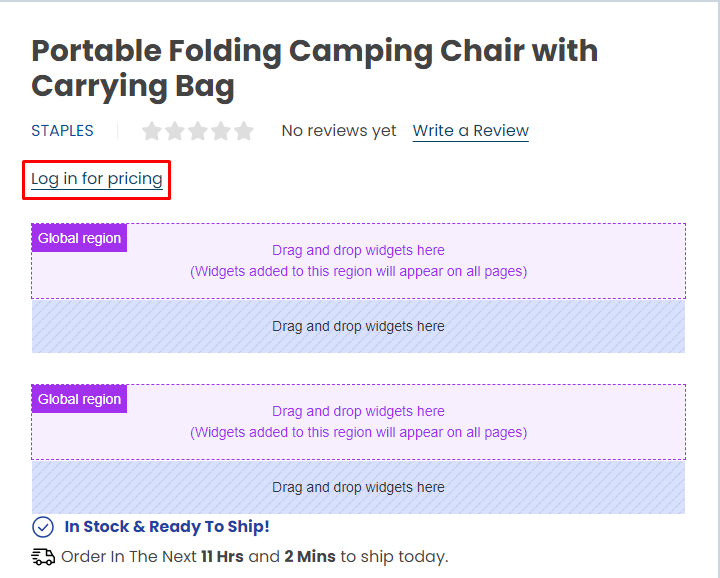 Portable Folding Camping Chair with
Carrying Bag
STAPLES No reviews yet Write a Review
Log in for pricing
Global region
Drag and drop widgets here
(Widgets added to this region will appear on all pages)
Drag and drop widgets here
Global region
Drag and drop widgets here
(Widgets added to this region will appear on all pages)
Drag and drop widgets here
In Stock & Ready To Ship!
Order In The Next 11 Hrs and 2 Mins to ship today.